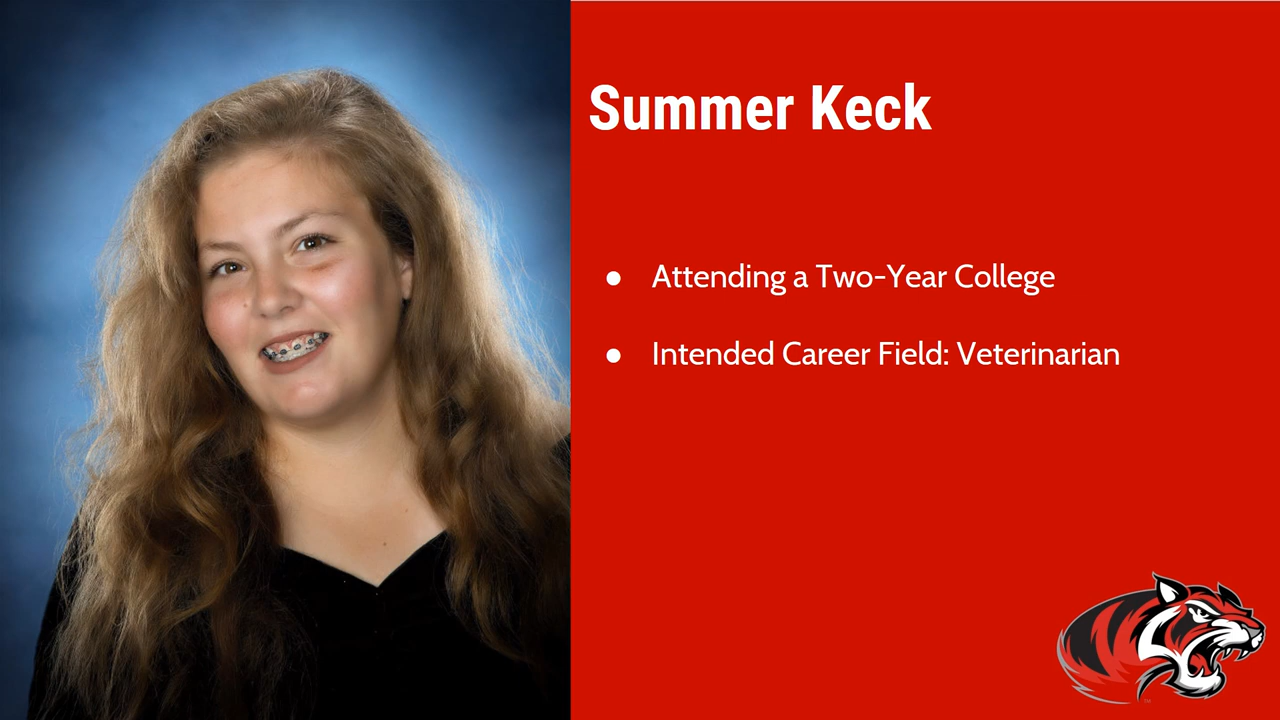 Summer Keck
● Attending a Two-Year College
● Intended Career Field: Veterinarian